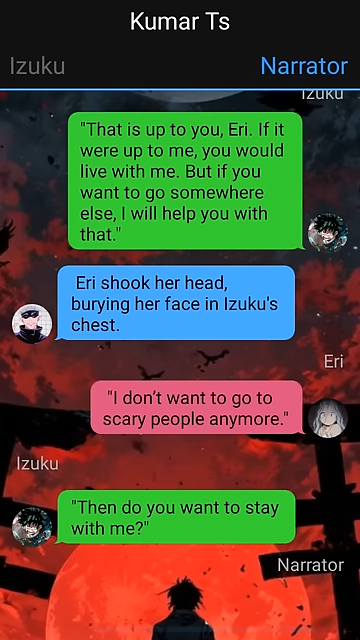 Kumar Ts
Izuku
Narrator
Izuku
"That is up to you, Eri. If it
were up to me, you would
live with me. But if you
want to go somewhere
else, I will help you with
that."
Eri shook her head,
burying her face in Izuku's
chest.
Eri
"I don't want to go to
scary people anymore."
Izuku
"Then do you want to stay
with me?"
Narrator